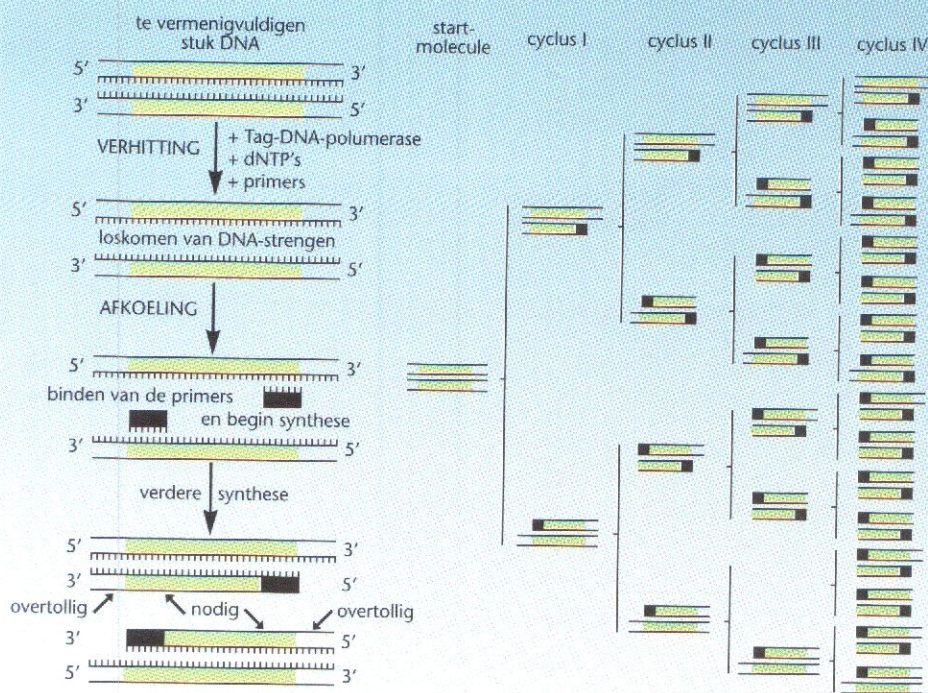 te vermenigvuldigen
stuk DNA
5′
3′
3′
5′
VERHITTING
+ Tag-DNA-polumerase
+ dNTP's
+ primers
5′
3′
loskomen van DNA-strengen
3′
5′
AFKOELING
5′
3′
binden van de primers
en begin synthese
3′
5′
verdere synthese
5′
3′
3′
5′
overtollig
nodig
overtollig
3′
5′
5′
3′
start-
molecule
cyclus I
cyclus II
cyclus III
cyclus IV